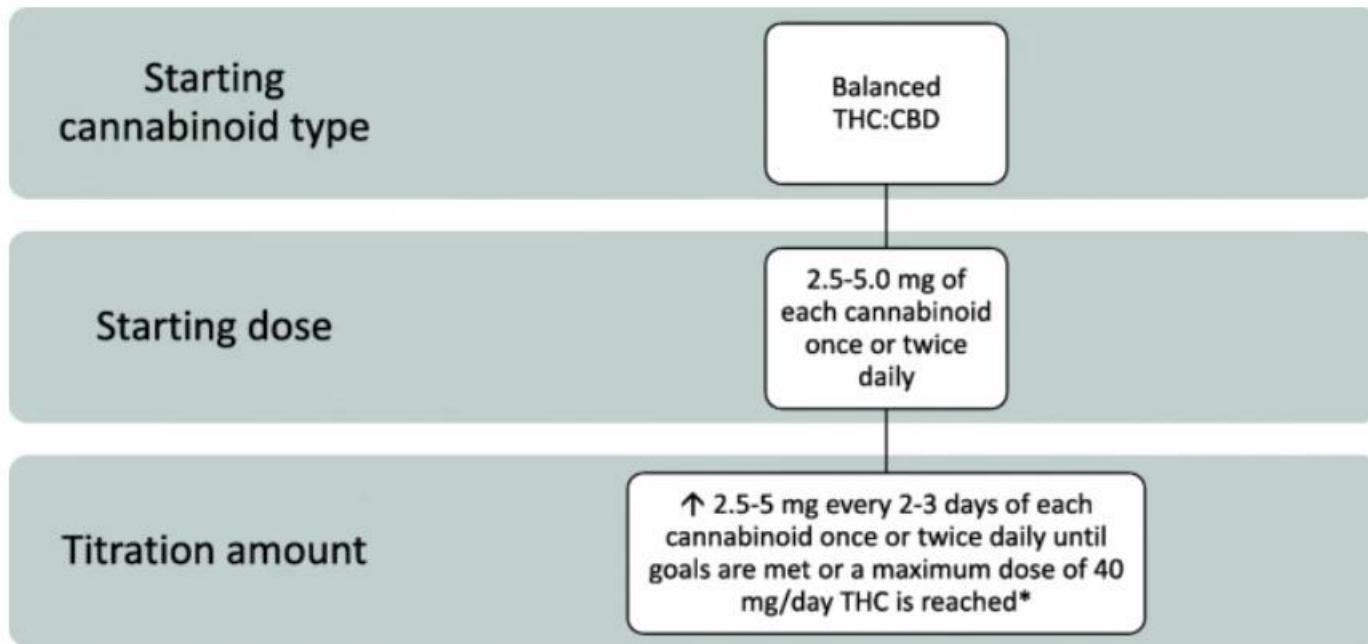 Starting
cannabinoid type
Balanced
THC:CBD
Starting dose
2.5-5.0 mg of
each cannabinoid
once or twice
daily
Titration amount
↑ 2.5-5 mg every 2-3 days of each
cannabinoid once or twice daily until
goals are met or a maximum dose of 40
mg/day THC is reached*